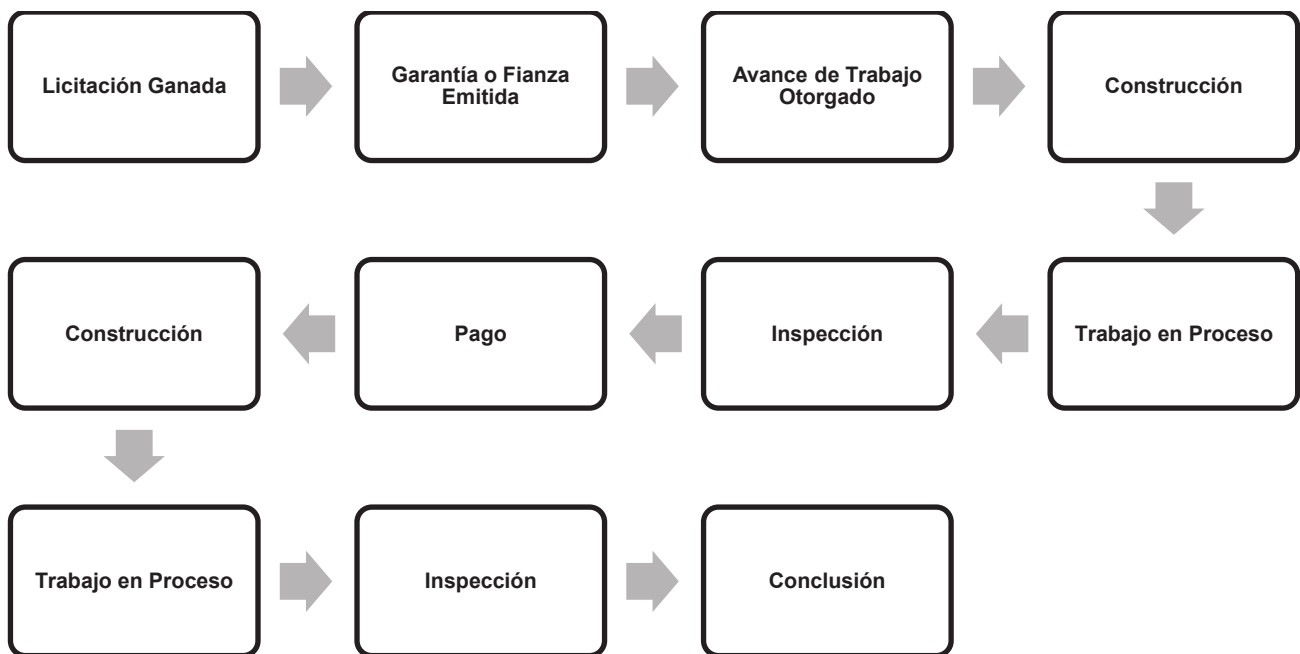 Licitación Ganada
Garantía o Fianza
Emitida
Avance de Trabajo
Otorgado
Construcción
Trabajo en Proceso
Inspección
Pago
Construcción
Trabajo en Proceso
Inspección
Conclusión